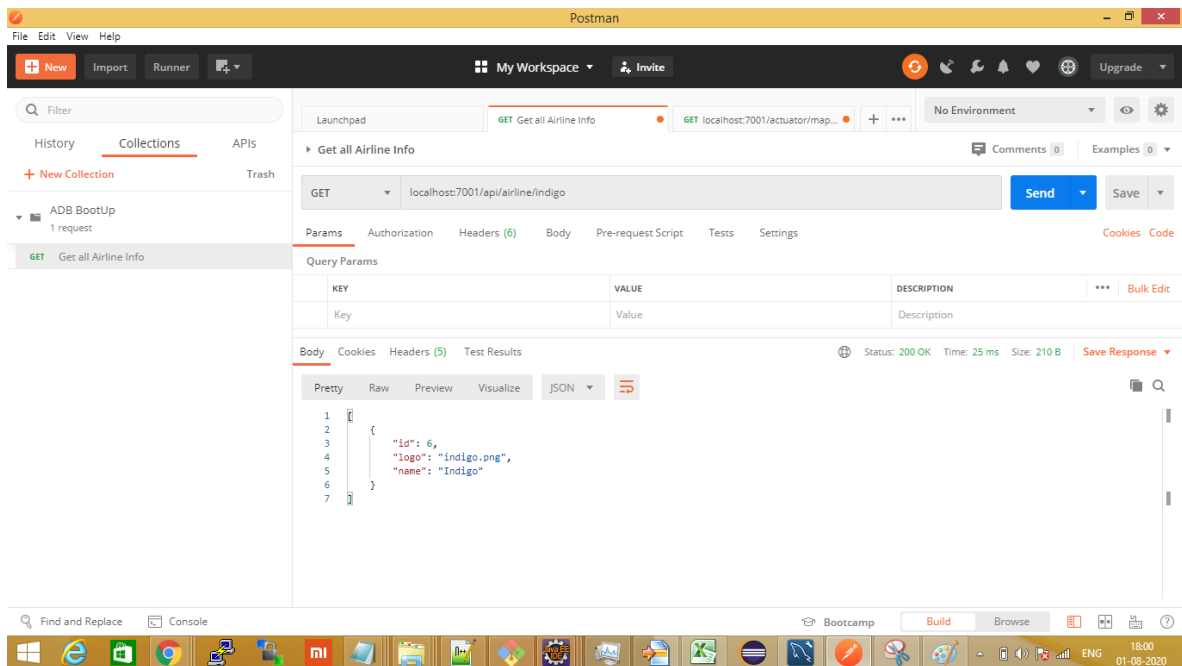 Postman
File Edit View Help
New Import Runner My Workspace Invite Upgrade
Filter
History Collections APIs
+ New Collection Trash
ADB BootUp
1 request
GET Get all Airline Info
Launchpad GET Get all Airline Info GET localhost:7001/actuator/map... + ••• No Environment
Get all Airline Info Comments 0 Examples 0
GET localhost:7001/api/airline/indigo Send Save
Params Authorization Headers (6) Body Pre-request Script Tests Settings Cookies Code
Query Params
KEY VALUE DESCRIPTION ••• Bulk Edit
Key Value Description
Body Cookies Headers (5) Test Results Status: 200 OK Time: 25 ms Size: 210 B Save Response
Pretty Raw Preview Visualize JSON
1 [
2 {
3 "id": 6,
4 "logo": "indigo.png",
5 "name": "Indigo"
6 }
7 ]
Find and Replace Console Bootcamp Build Browse
mi ENG 18:00
01-08-2020